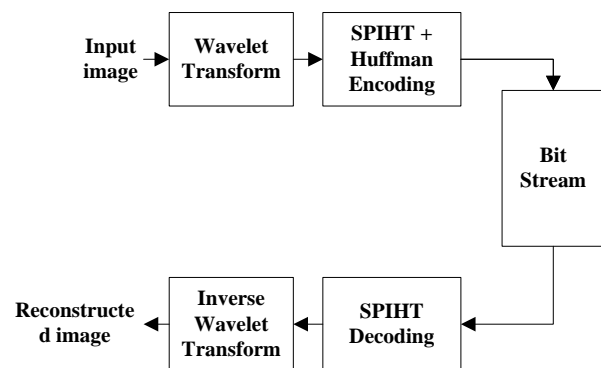 Input
image
Wavelet
Transform
SPIHT +
Huffman
Encoding
Bit
Stream
Reconstructe
d image
Inverse
Wavelet
Transform
SPIHT
Decoding